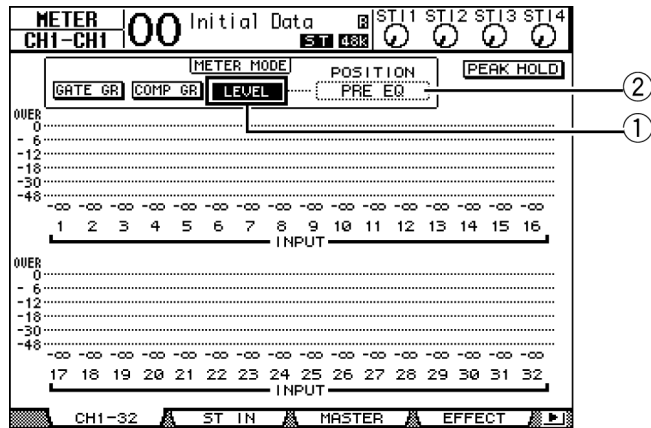 METER
CH1-CH1
00 Initial Data R
ST 48k
STI1 STI2 STI3 STI4
METER MODE
GATE GR COMP GR LEVEL
POSITION
PRE EQ
PEAK HOLD
2
1
OVER
0
- 6
-12
-18
-30
-48
-∞ -∞ -∞ -∞ -∞ -∞ -∞ -∞ -∞ -∞ -∞ -∞ -∞ -∞ -∞ -∞
1 2 3 4 5 6 7 8 9 10 11 12 13 14 15 16
INPUT
OVER
0
- 6
-12
-18
-30
-48
-∞ -∞ -∞ -∞ -∞ -∞ -∞ -∞ -∞ -∞ -∞ -∞ -∞ -∞ -∞ -∞
17 18 19 20 21 22 23 24 25 26 27 28 29 30 31 32
INPUT
CH1-32 ST IN MASTER EFFECT